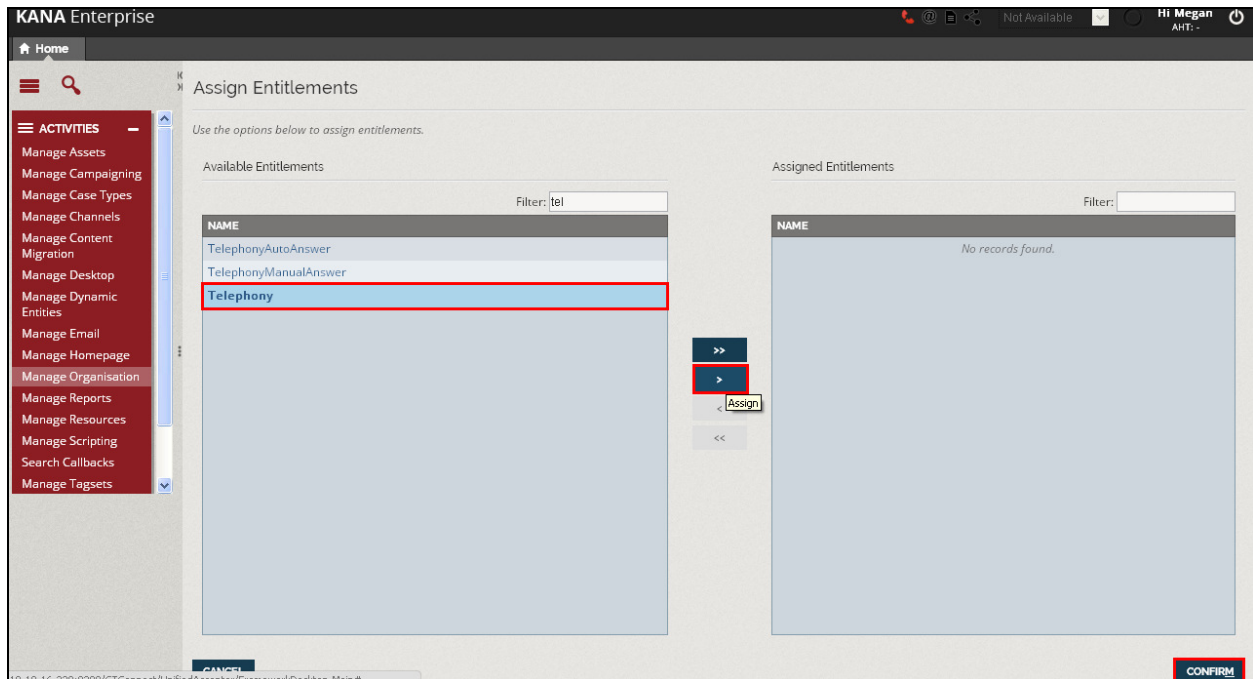 KANA Enterprise
Not Available
Hi Megan
AHT: -
Home
Assign Entitlements
ACTIVITIES
Use the options below to assign entitlements.
Manage Assets
Manage Campaigning
Manage Case Types
Manage Channels
Manage Content
Migration
Manage Desktop
Manage Dynamic
Entities
Manage Email
Manage Homepage
Manage Organisation
Manage Reports
Manage Resources
Manage Scripting
Search Callbacks
Manage Tagsets
Available Entitlements
Filter: tel
NAME
TelephonyAutoAnswer
TelephonyManualAnswer
Telephony
>>
>
Assign
<
<<
Assigned Entitlements
Filter:
NAME
No records found.
CANCEL
CONFIRM